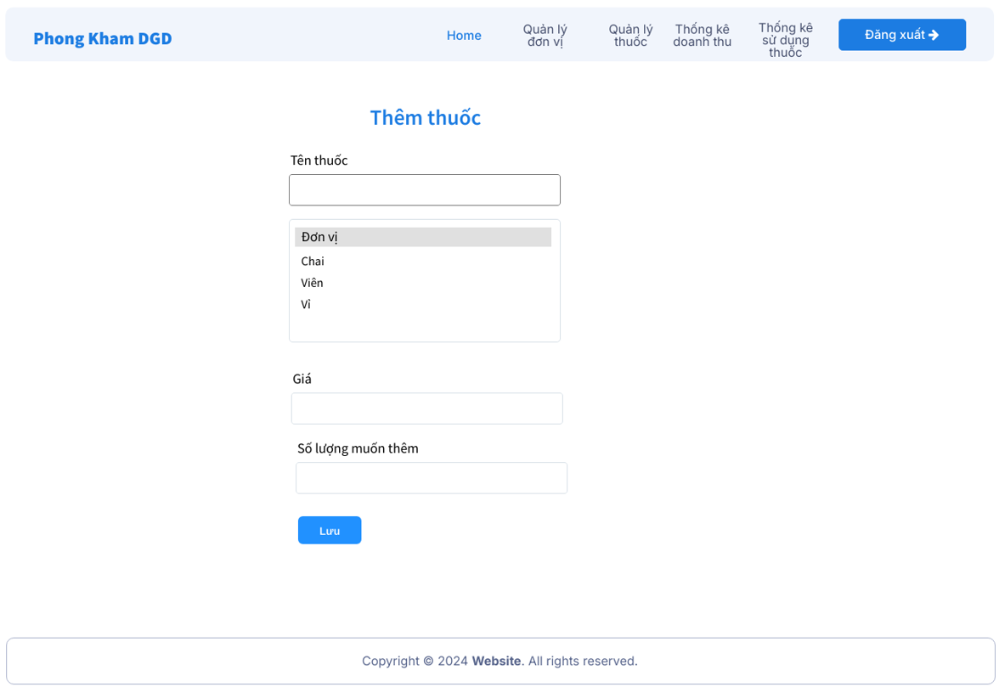 Phong Kham DGD
Home
Quản lý
đơn vị
Quản lý
thuốc
Thống kê
doanh thu
Thống kê
sử dụng
thuốc
Đăng xuất
Thêm thuốc
Tên thuốc
Đơn vị
Chai
Viên
Vỉ
Giá
Số lượng muốn thêm
Lưu
Copyright © 2024 Website. All rights reserved.